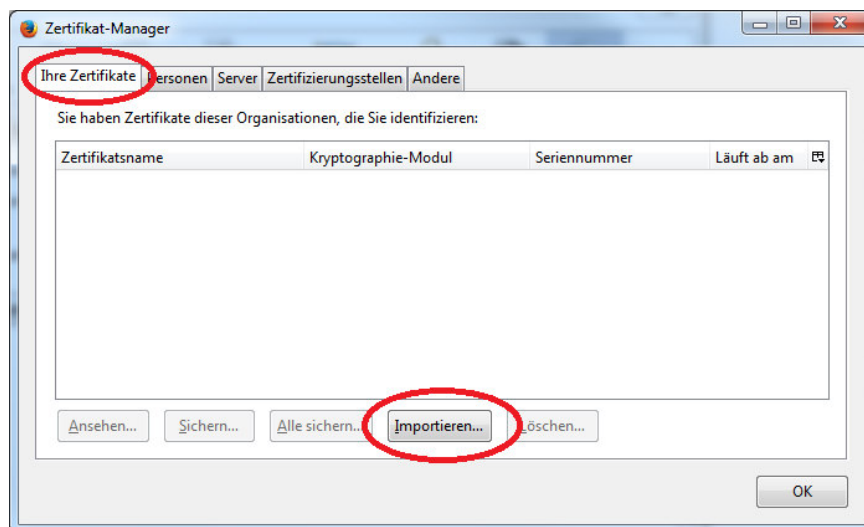 Zertifikat-Manager
Ihre Zertifikate Personen Server Zertifizierungsstellen Andere
Sie haben Zertifikate dieser Organisationen, die Sie identifizieren:
Zertifikatsname Kryptographie-Modul Seriennummer Läuft ab am
Ansehen... Sichern... Alle sichern... Importieren... Löschen...
OK